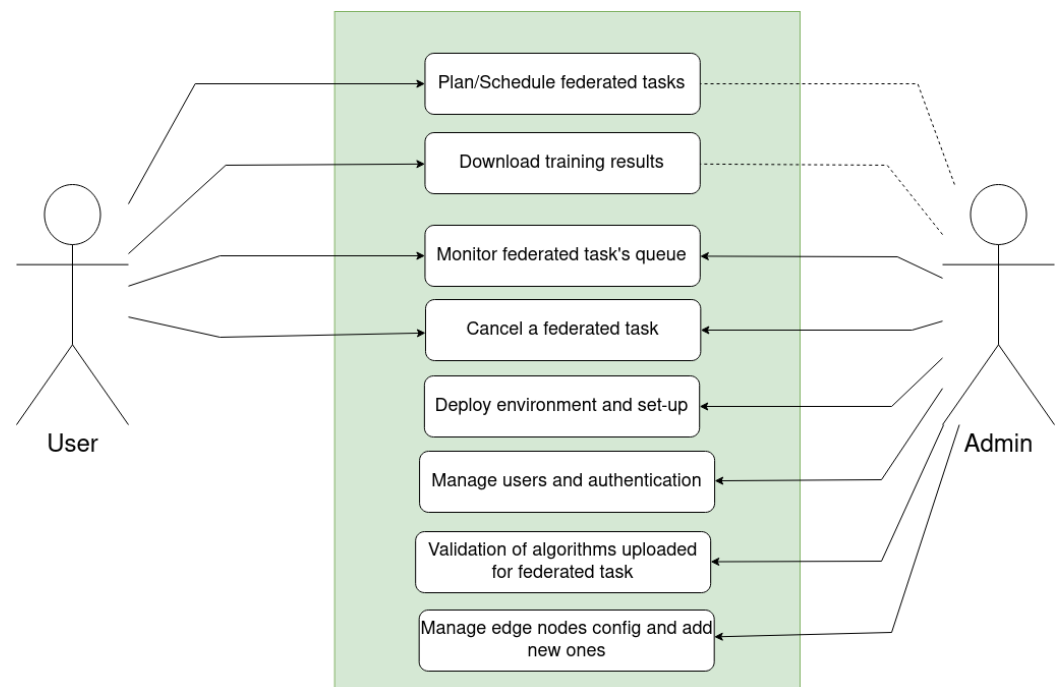 Plan/Schedule federated tasks
Download training results
Monitor federated task's queue
Cancel a federated task
Deploy environment and set-up
User
Admin
Manage users and authentication
Validation of algorithms uploaded
for federated task
Manage edge nodes config and add
new ones